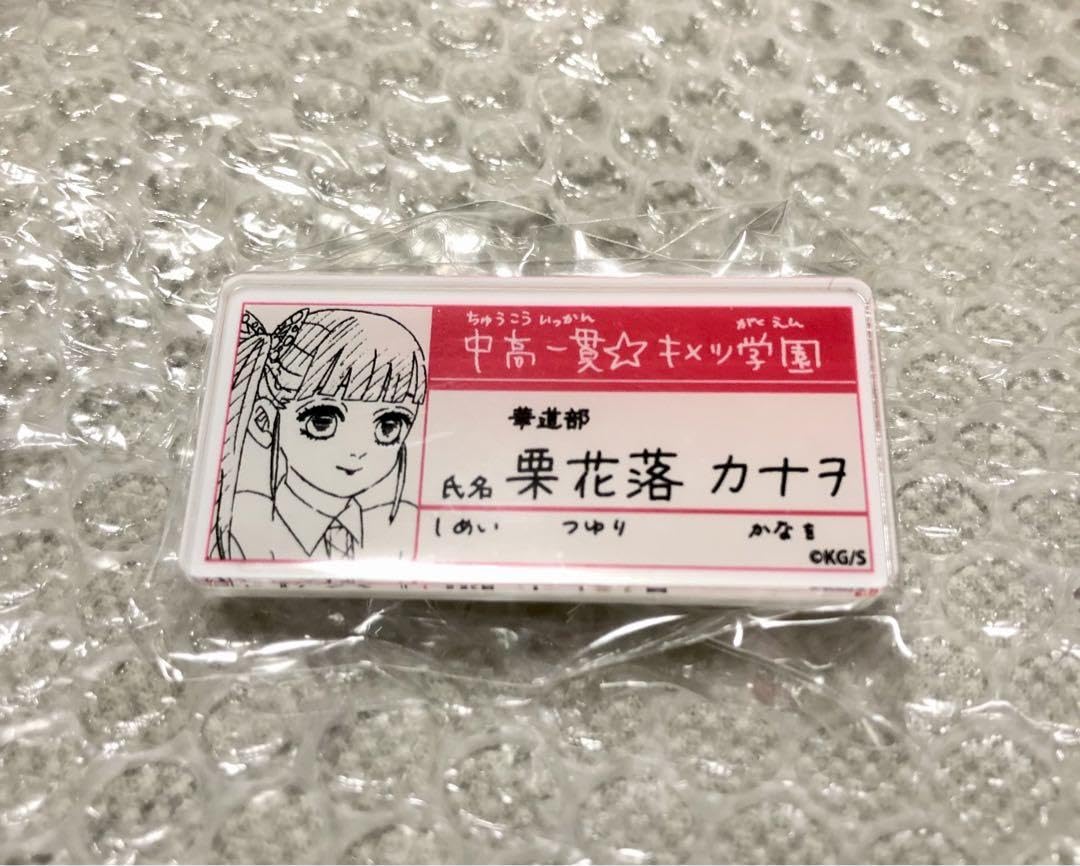 ちゅうこう いっかん がくえん
中高一貫☆キメツ学園
華道部
氏名 栗花落 カナヲ
しめい つゆり かなを
©KG/S